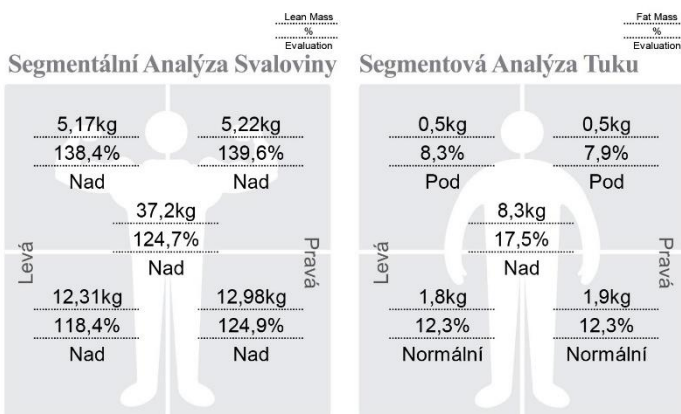 Lean Mass
%
Evaluation
Segmentální Analýza Svaloviny
5,17kg
138,4%
Nad
5,22kg
139,6%
Nad
37,2kg
124,7%
Nad
Levá
Pravá
12,31kg
118,4%
Nad
12,98kg
124,9%
Nad
Fat Mass
%
Evaluation
Segmentová Analýza Tuku
0,5kg
8,3%
Pod
0,5kg
7,9%
Pod
8,3kg
17,5%
Nad
Levá
Pravá
1,8kg
12,3%
Normální
1,9kg
12,3%
Normální